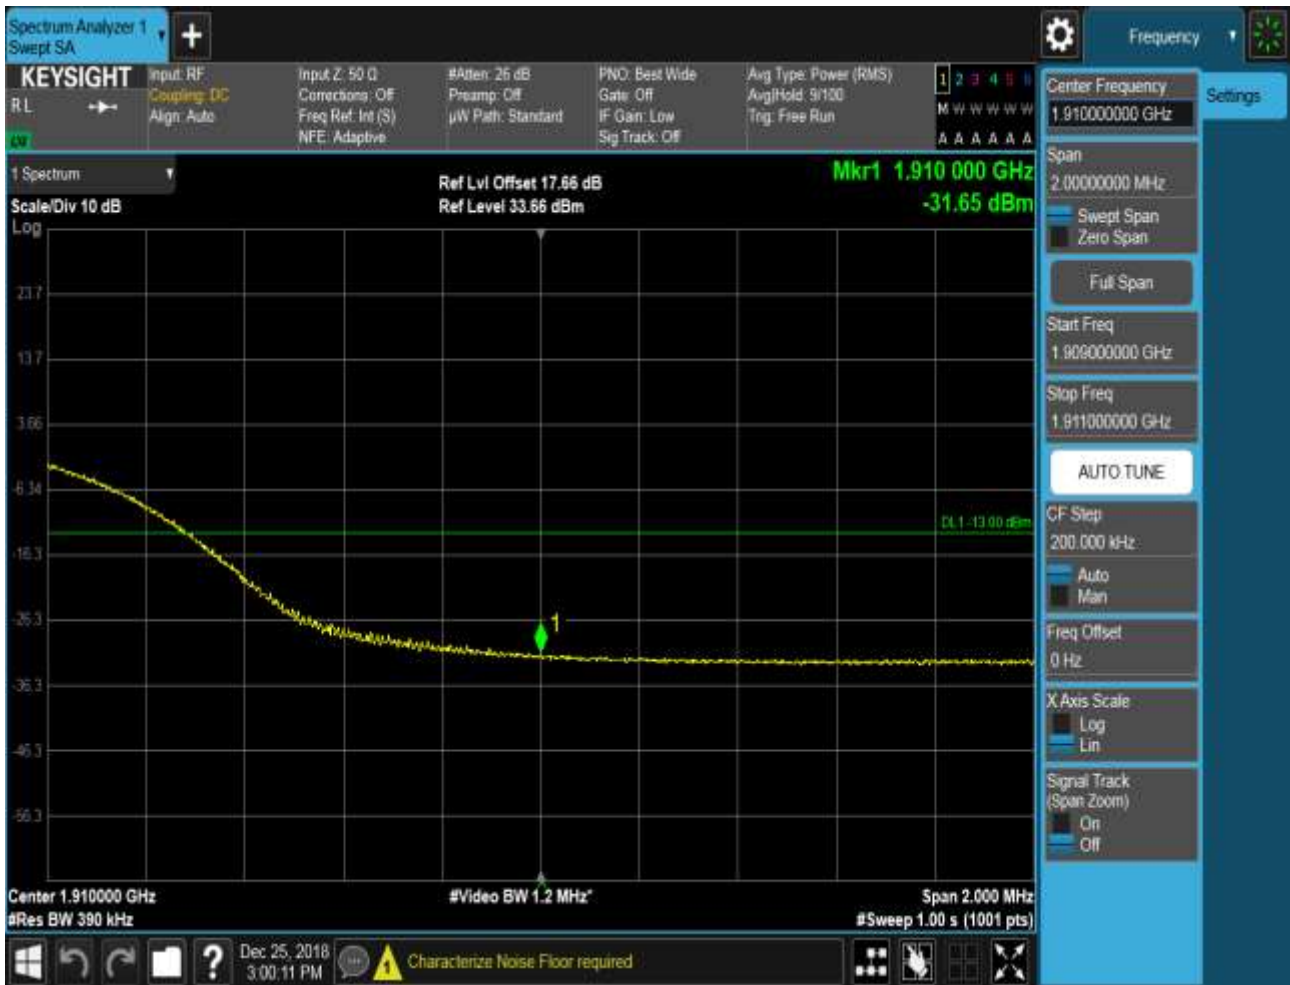 Spectrum Analyzer 1
Swept SA
+
Frequency
KEYSIGHT
RL
Input: RF
Coupling: DC
Align: Auto
Input Z: 50 Ω
Corrections: Off
Freq Ref: Int (S)
NFE: Adaptive
#Atten: 26 dB
Preamp: Off
µW Path: Standard
PNO: Best Wide
Gate: Off
IF Gain: Low
Sig Track: Off
Avg Type: Power (RMS)
Avg|Hold: 9/100
Trig: Free Run
1 2 3 4 5 6
M W W W W W
A A A A A A
1 Spectrum
Scale/Div 10 dB
Log
Ref Lvl Offset 17.66 dB
Ref Level 33.66 dBm
Mkr1 1.910 000 GHz
-31.65 dBm
23.7
13.7
3.66
-6.34
-16.3
-26.3
-36.3
-46.3
-56.3
DL1 -13.00 dBm
1
Center 1.910000 GHz
#Res BW 390 kHz
#Video BW 1.2 MHz*
Span 2.000 MHz
#Sweep 1.00 s (1001 pts)
Center Frequency
1.910000000 GHz
Settings
Span
2.00000000 MHz
Swept Span
Zero Span
Full Span
Start Freq
1.909000000 GHz
Stop Freq
1.911000000 GHz
AUTO TUNE
CF Step
200.000 kHz
Auto
Man
Freq Offset
0 Hz
X Axis Scale
Log
Lin
Signal Track
(Span Zoom)
On
Off
?
Dec 25, 2018
3:00:11 PM
1
Characterize Noise Floor required